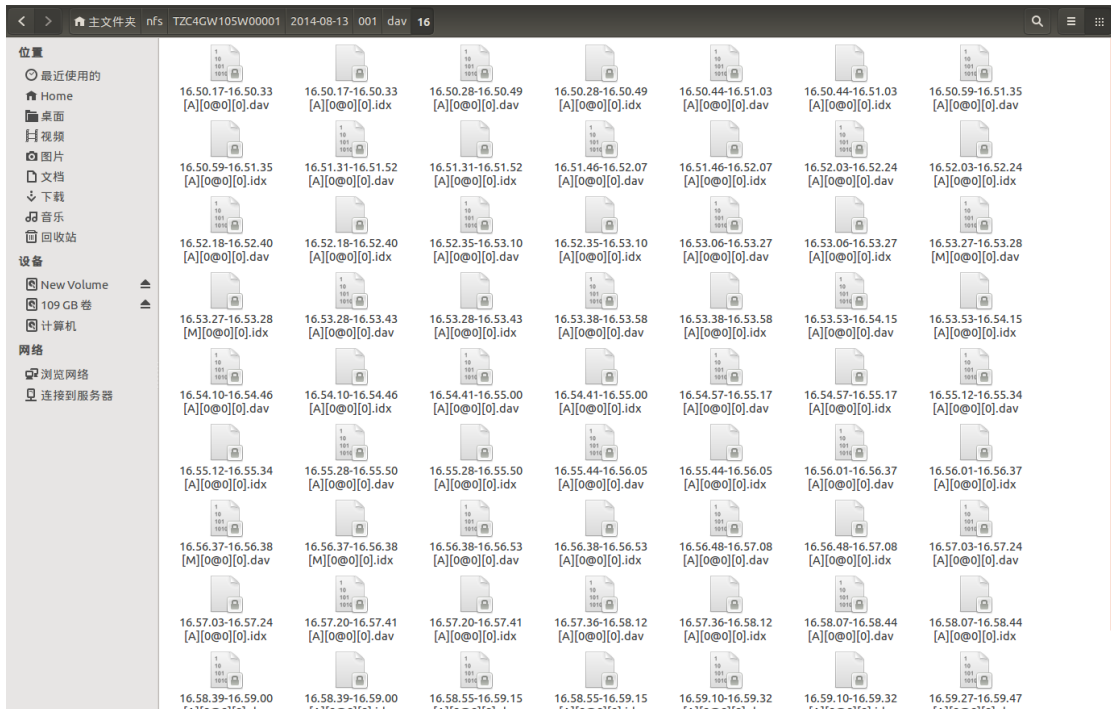 主文件夹 nfs TZC4GW105W00001 2014-08-13 001 dav 16
位置
最近使用的
Home
桌面
视频
图片
文档
下载
音乐
回收站
设备
New Volume
109 GB 卷
计算机
网络
浏览网络
连接到服务器
16.50.17-16.50.33 16.50.17-16.50.33 16.50.28-16.50.49 16.50.28-16.50.49 16.50.44-16.51.03 16.50.44-16.51.03 16.50.59-16.51.35
[A][0@0][0].dav [A][0@0][0].idx [A][0@0][0].dav [A][0@0][0].idx [A][0@0][0].dav [A][0@0][0].idx [A][0@0][0].dav
16.50.59-16.51.35 16.51.31-16.51.52 16.51.31-16.51.52 16.51.46-16.52.07 16.51.46-16.52.07 16.52.03-16.52.24 16.52.03-16.52.24
[A][0@0][0].idx [A][0@0][0].dav [A][0@0][0].idx [A][0@0][0].dav [A][0@0][0].idx [A][0@0][0].dav [A][0@0][0].idx
16.52.18-16.52.40 16.52.18-16.52.40 16.52.35-16.53.10 16.52.35-16.53.10 16.53.06-16.53.27 16.53.06-16.53.27 16.53.27-16.53.28
[A][0@0][0].dav [A][0@0][0].idx [A][0@0][0].dav [A][0@0][0].idx [A][0@0][0].dav [A][0@0][0].idx [M][0@0][0].dav
16.53.27-16.53.28 16.53.28-16.53.43 16.53.28-16.53.43 16.53.38-16.53.58 16.53.38-16.53.58 16.53.53-16.54.15 16.53.53-16.54.15
[M][0@0][0].idx [A][0@0][0].dav [A][0@0][0].idx [A][0@0][0].dav [A][0@0][0].idx [A][0@0][0].dav [A][0@0][0].idx
16.54.10-16.54.46 16.54.10-16.54.46 16.54.41-16.55.00 16.54.41-16.55.00 16.54.57-16.55.17 16.54.57-16.55.17 16.55.12-16.55.34
[A][0@0][0].dav [A][0@0][0].idx [A][0@0][0].dav [A][0@0][0].idx [A][0@0][0].dav [A][0@0][0].idx [A][0@0][0].dav
16.55.12-16.55.34 16.55.28-16.55.50 16.55.28-16.55.50 16.55.44-16.56.05 16.55.44-16.56.05 16.56.01-16.56.37 16.56.01-16.56.37
[A][0@0][0].idx [A][0@0][0].dav [A][0@0][0].idx [A][0@0][0].dav [A][0@0][0].idx [A][0@0][0].dav [A][0@0][0].idx
16.56.37-16.56.38 16.56.37-16.56.38 16.56.38-16.56.53 16.56.38-16.56.53 16.56.48-16.57.08 16.56.48-16.57.08 16.57.03-16.57.24
[M][0@0][0].dav [M][0@0][0].idx [A][0@0][0].dav [A][0@0][0].idx [A][0@0][0].dav [A][0@0][0].idx [A][0@0][0].dav
16.57.03-16.57.24 16.57.20-16.57.41 16.57.20-16.57.41 16.57.36-16.58.12 16.57.36-16.58.12 16.58.07-16.58.44 16.58.07-16.58.44
[A][0@0][0].idx [A][0@0][0].dav [A][0@0][0].idx [A][0@0][0].dav [A][0@0][0].idx [A][0@0][0].dav [A][0@0][0].idx
16.58.39-16.59.00 16.58.39-16.59.00 16.58.55-16.59.15 16.58.55-16.59.15 16.59.10-16.59.32 16.59.10-16.59.32 16.59.27-16.59.47